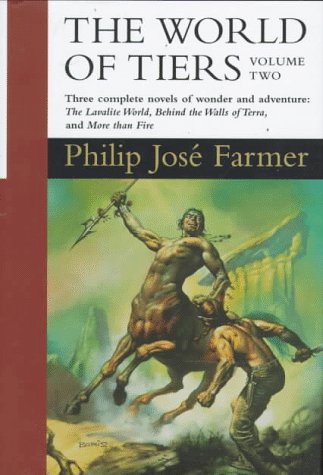 THE WORLD
OF TIERS VOLUME
TWO
Three complete novels of wonder and adventure:
The Lavalite World, Behind the Walls of Terra,
and More than Fire
Philip José Farmer
BORIS